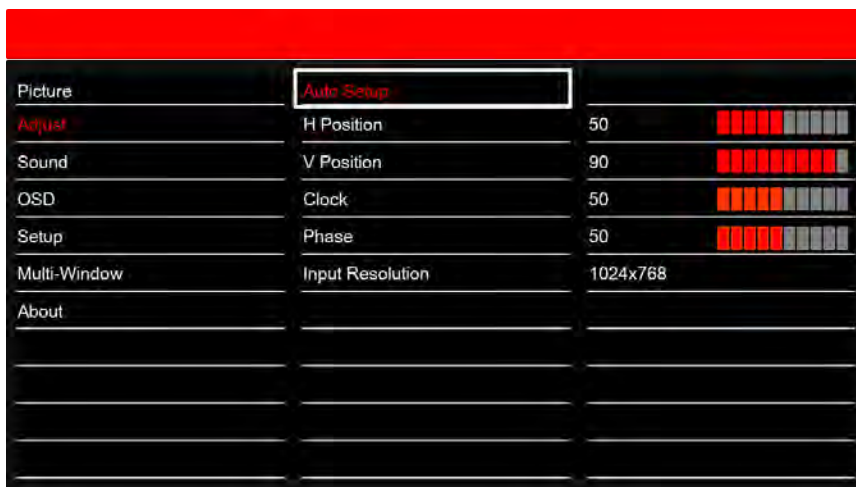 Picture Auto Setup
Adjust H Position 50
Sound V Position 90
OSD Clock 50
Setup Phase 50
Multi-Window Input Resolution 1024x768
About